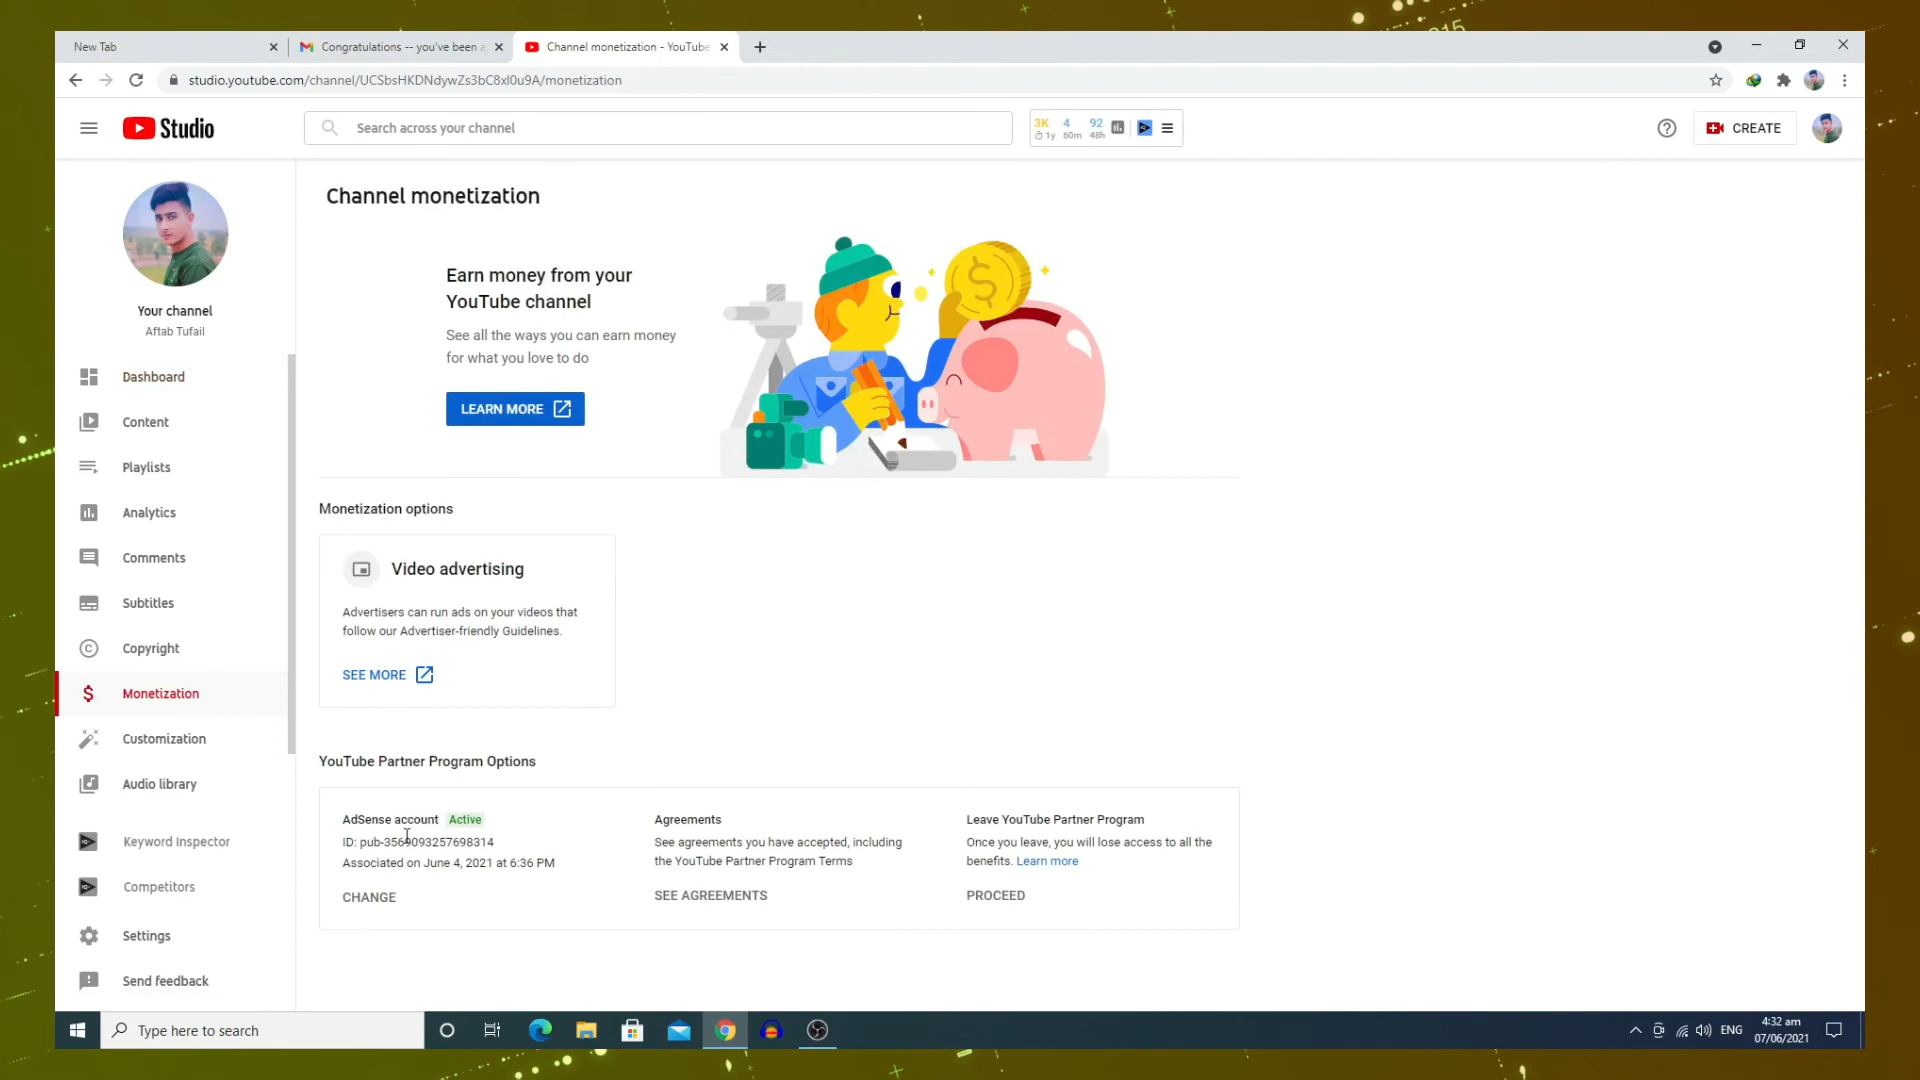 New Tab
Congratulations -- you've been a
Channel monetization - YouTube
studio.youtube.com/channel/UCSbsHKDNdywZs3bC8xl0u9A/monetization
Studio
Search across your channel
3K 4 92
1y 60m 48h
CREATE
Your channel
Aftab Tufail
Dashboard
Content
Playlists
Analytics
Comments
Subtitles
Copyright
Monetization
Customization
Audio library
Keyword Inspector
Competitors
Settings
Send feedback
Channel monetization
Earn money from your
YouTube channel
See all the ways you can earn money
for what you love to do
LEARN MORE
Monetization options
Video advertising
Advertisers can run ads on your videos that
follow our Advertiser-friendly Guidelines.
SEE MORE
YouTube Partner Program Options
AdSense account Active
ID: pub-3569093257698314
Associated on June 4, 2021 at 6:36 PM
CHANGE
Agreements
See agreements you have accepted, including
the YouTube Partner Program Terms
SEE AGREEMENTS
Leave YouTube Partner Program
Once you leave, you will lose access to all the
benefits. Learn more
PROCEED
Type here to search
ENG
4:32 am
07/06/2021